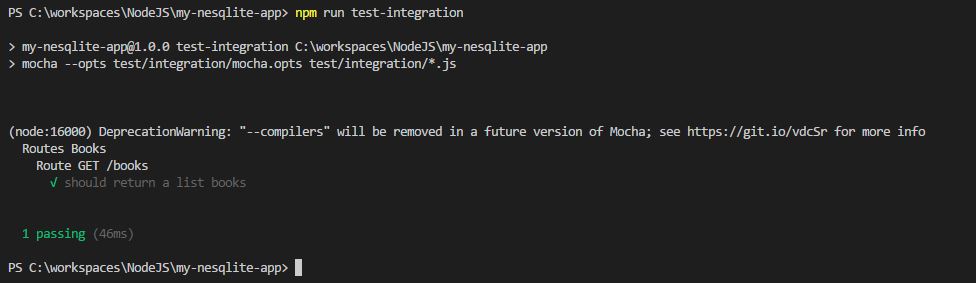 PS C:\workspaces\NodeJS\my-nesqlite-app> npm run test-integration
> my-nesqlite-app@1.0.0 test-integration C:\workspaces\NodeJS\my-nesqlite-app
> mocha --opts test/integration/mocha.opts test/integration/*.js
(node:16000) DeprecationWarning: "--compilers" will be removed in a future version of Mocha; see https://git.io/vdcSr for more info
Routes Books
Route GET /books
√ should return a list books
1 passing (46ms)
PS C:\workspaces\NodeJS\my-nesqlite-app>